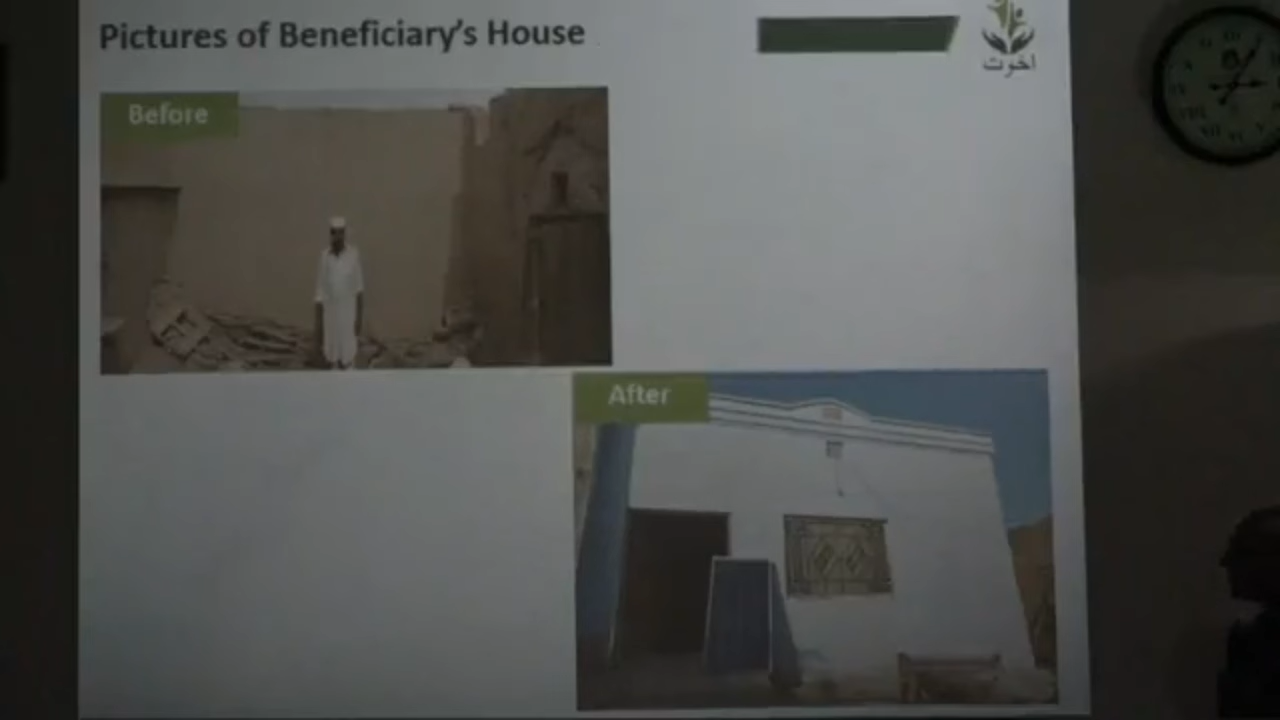 Pictures of Beneficiary's House
اخوت
Before
After